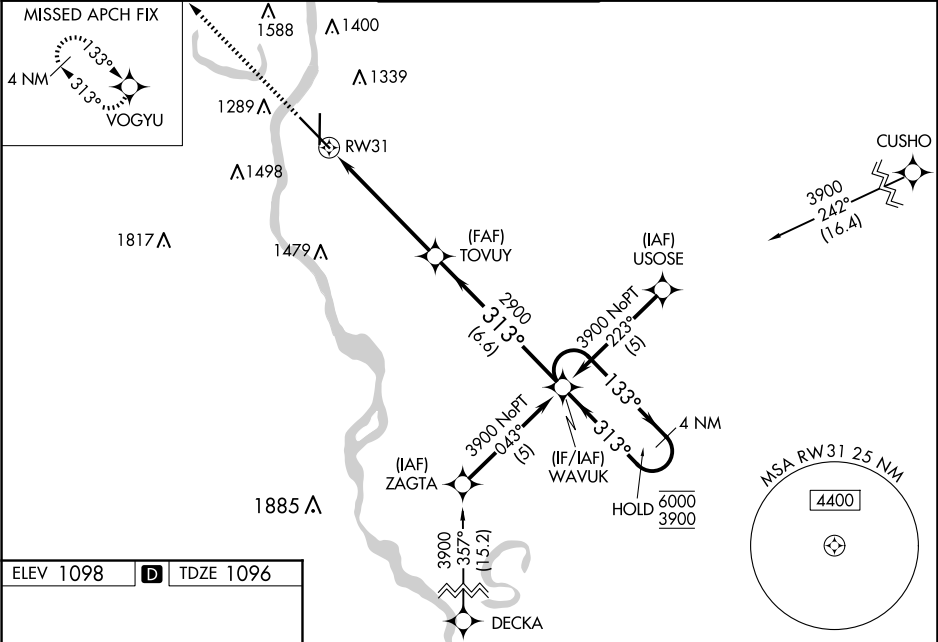 MISSED APCH FIX
133°
4 NM
313°
VOGYU
1588
1400
1339
1289
RW31
1498
CUSHO
3900
242°
(16.4)
1817
1479
(FAF)
TOVUY
(IAF)
USOSE
2900
313°
(6.6)
3900 NoPT
223°
(5)
133°
4 NM
313°
3900 NoPT
043°
(5)
(IAF)
ZAGTA
(IF/IAF)
WAVUK
HOLD 6000
3900
MSA RW31 25 NM
4400
1885
3900
357°
(15.2)
DECKA
ELEV 1098 D TDZE 1096